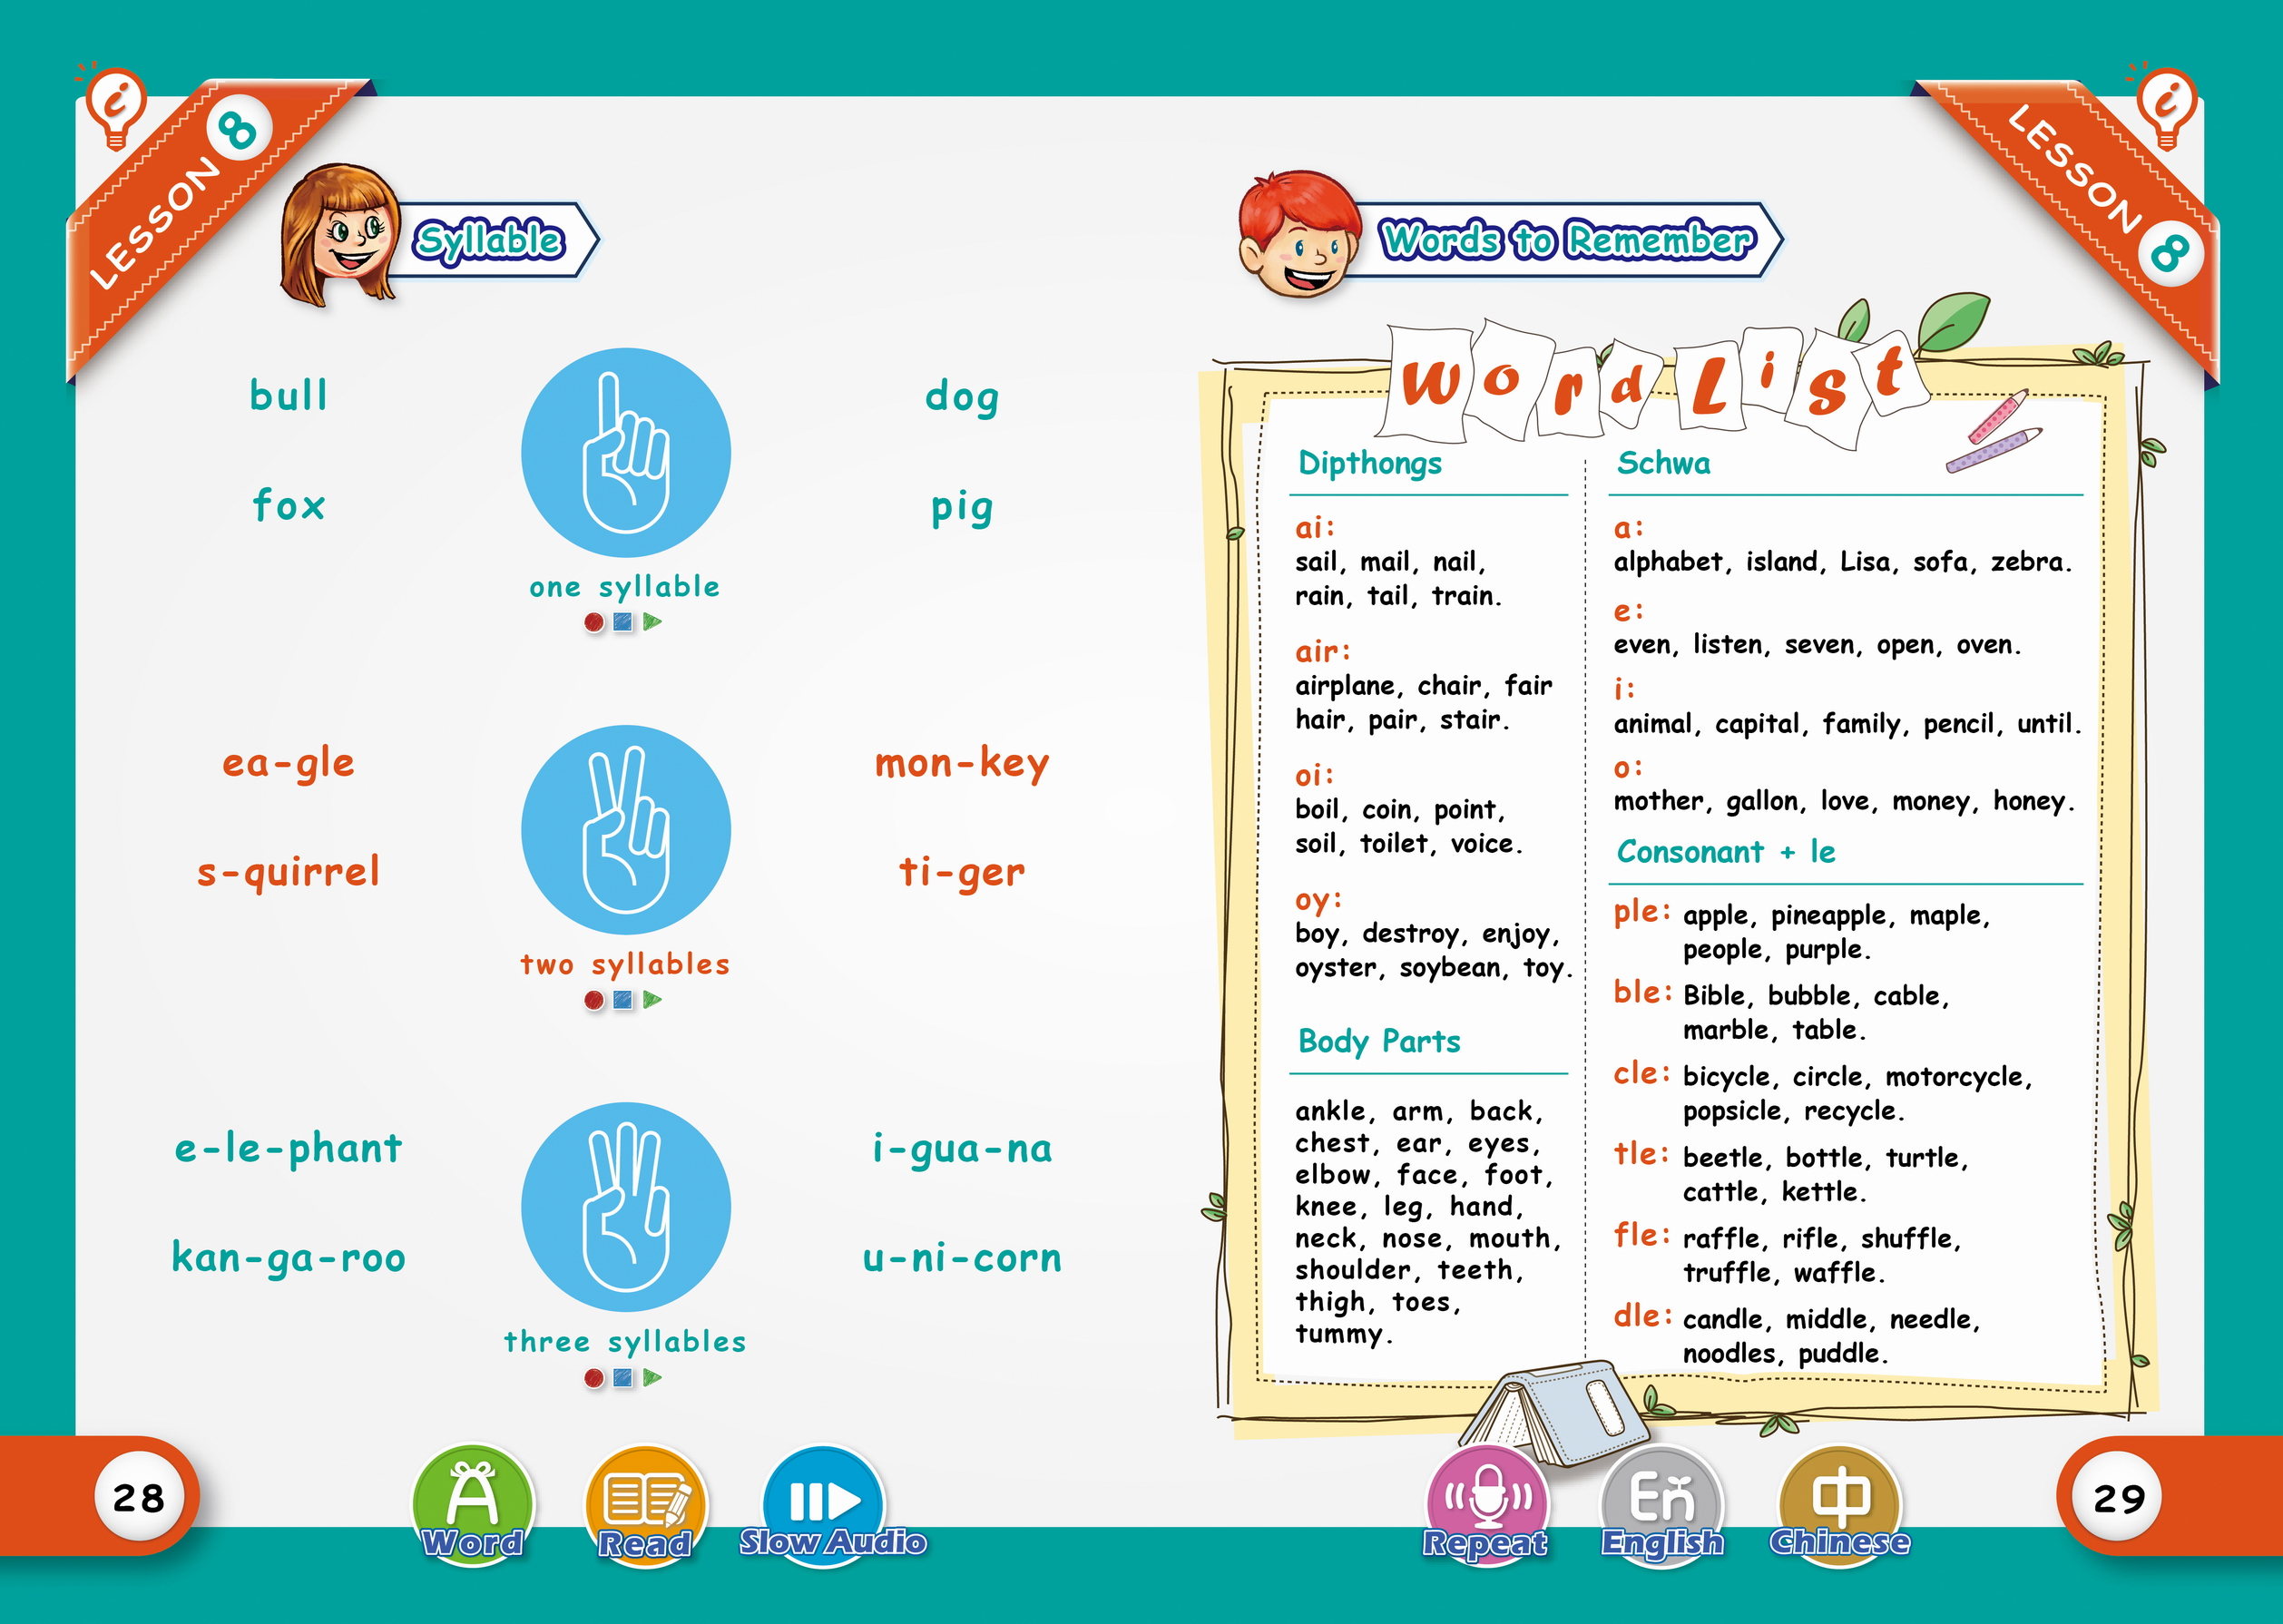 LESSON 8
Syllable
bull
dog
fox
pig
one syllable
ea-gle
mon-key
s-quirrel
ti-ger
two syllables
e-le-phant
i-gua-na
kan-ga-roo
u-ni-corn
three syllables
28
Word
Read
Slow Audio
LESSON 8
Words to Remember
Word List
Dipthongs
ai:
sail, mail, nail,
rain, tail, train.
air:
airplane, chair, fair
hair, pair, stair.
oi:
boil, coin, point,
soil, toilet, voice.
oy:
boy, destroy, enjoy,
oyster, soybean, toy.
Body Parts
ankle, arm, back,
chest, ear, eyes,
elbow, face, foot,
knee, leg, hand,
neck, nose, mouth,
shoulder, teeth,
thigh, toes,
tummy.
Schwa
a:
alphabet, island, Lisa, sofa, zebra.
e:
even, listen, seven, open, oven.
i:
animal, capital, family, pencil, until.
o:
mother, gallon, love, money, honey.
Consonant + le
ple: apple, pineapple, maple,
people, purple.
ble: Bible, bubble, cable,
marble, table.
cle: bicycle, circle, motorcycle,
popsicle, recycle.
tle: beetle, bottle, turtle,
cattle, kettle.
fle: raffle, rifle, shuffle,
truffle, waffle.
dle: candle, middle, needle,
noodles, puddle.
Repeat
En
English
中
Chinese
29